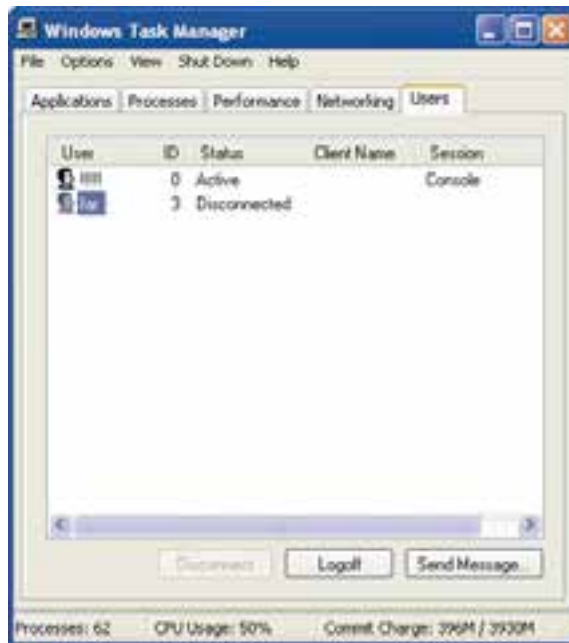 Windows Task Manager
File Options View Shut Down Help
Applications Processes Performance Networking Users
User ID Status Client Name Session
0 Active Console
3 Disconnected
Disconnect Logoff Send Message...
Processes: 62 CPU Usage: 50% Commit Charge: 396M / 3930M